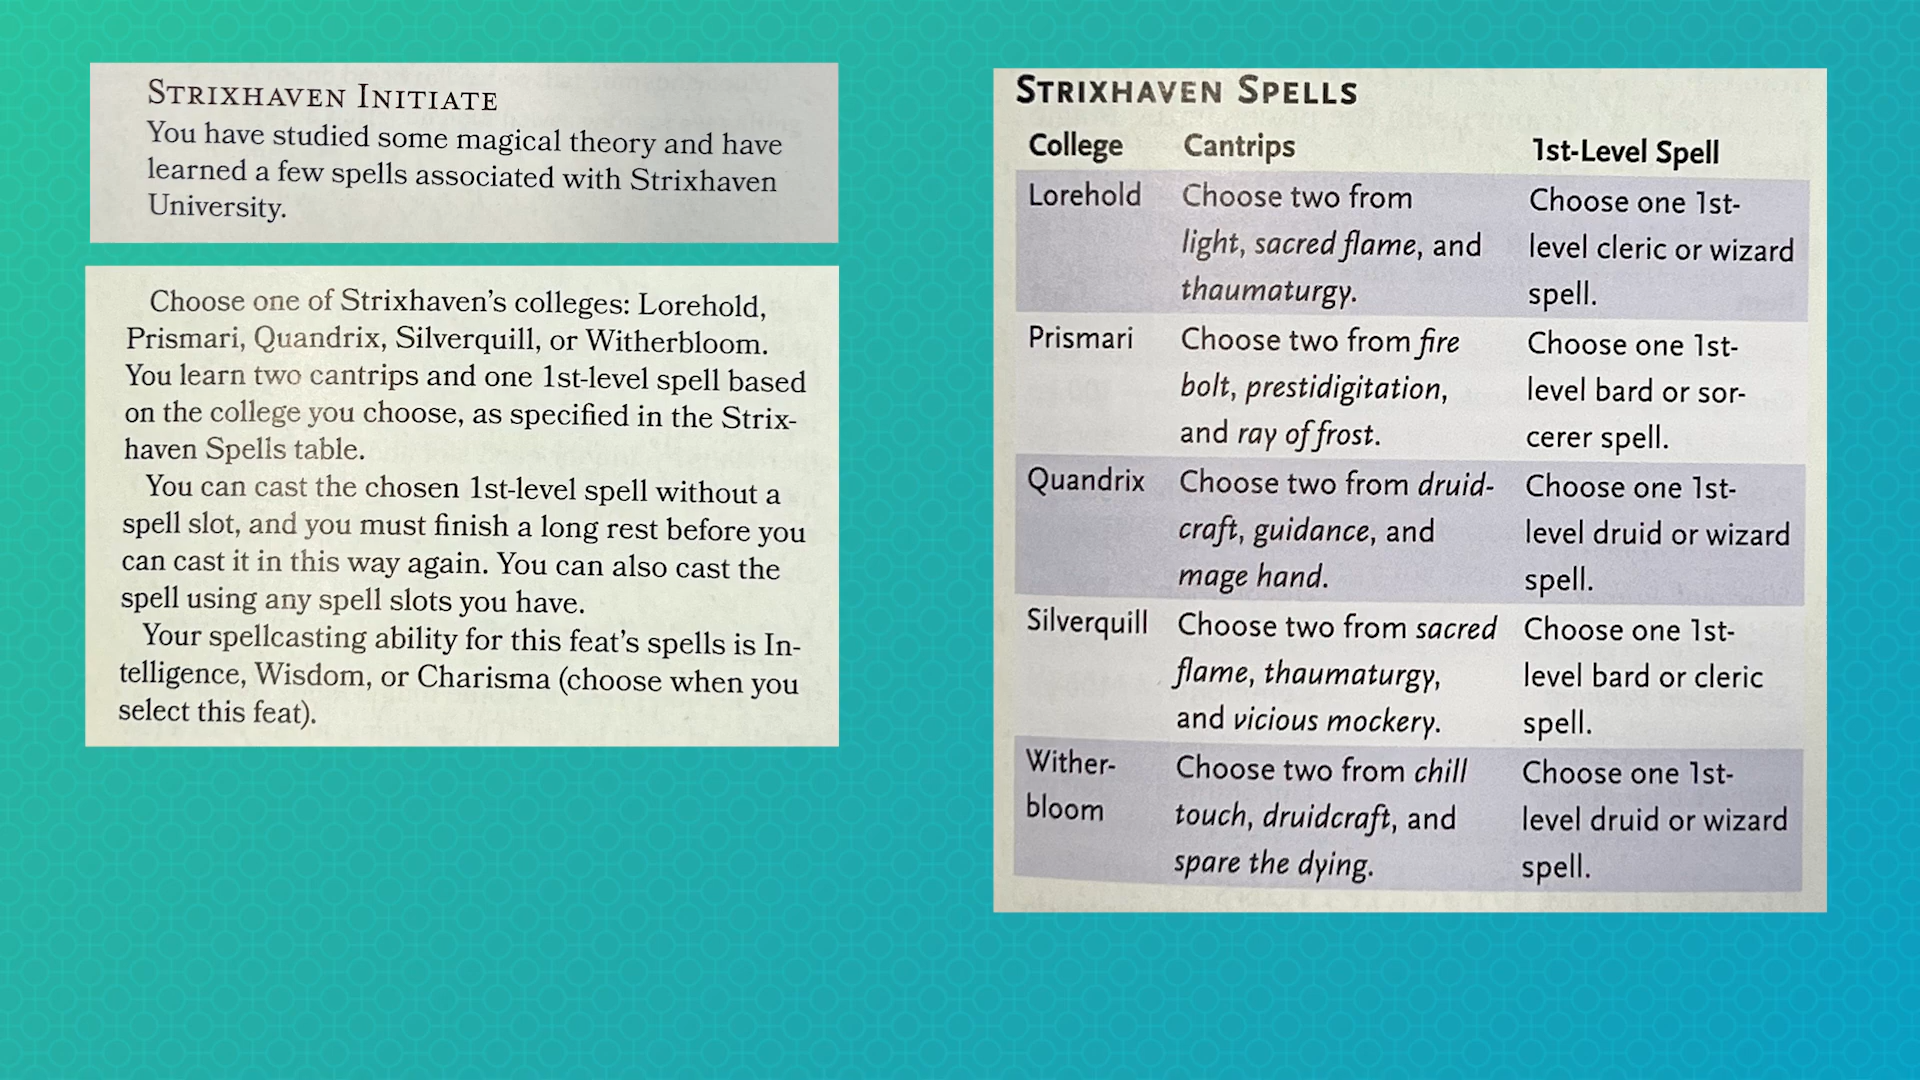 STRIXHAVEN INITIATE
You have studied some magical theory and have
learned a few spells associated with Strixhaven
University.
Choose one of Strixhaven's colleges: Lorehold,
Prismari, Quandrix, Silverquill, or Witherbloom.
You learn two cantrips and one 1st-level spell based
on the college you choose, as specified in the Strix-
haven Spells table.
You can cast the chosen 1st-level spell without a
spell slot, and you must finish a long rest before you
can cast it in this way again. You can also cast the
spell using any spell slots you have.
Your spellcasting ability for this feat's spells is In-
telligence, Wisdom, or Charisma (choose when you
select this feat).
STRIXHAVEN SPELLS
College Cantrips 1st-Level Spell
Lorehold Choose two from Choose one 1st-
light, sacred flame, and level cleric or wizard
thaumaturgy. spell.
Prismari Choose two from fire Choose one 1st-
bolt, prestidigitation, level bard or sor-
and ray of frost. cerer spell.
Quandrix Choose two from druid- Choose one 1st-
craft, guidance, and level druid or wizard
mage hand. spell.
Silverquill Choose two from sacred Choose one 1st-
flame, thaumaturgy, level bard or cleric
and vicious mockery. spell.
Wither- Choose two from chill Choose one 1st-
bloom touch, druidcraft, and level druid or wizard
spare the dying. spell.